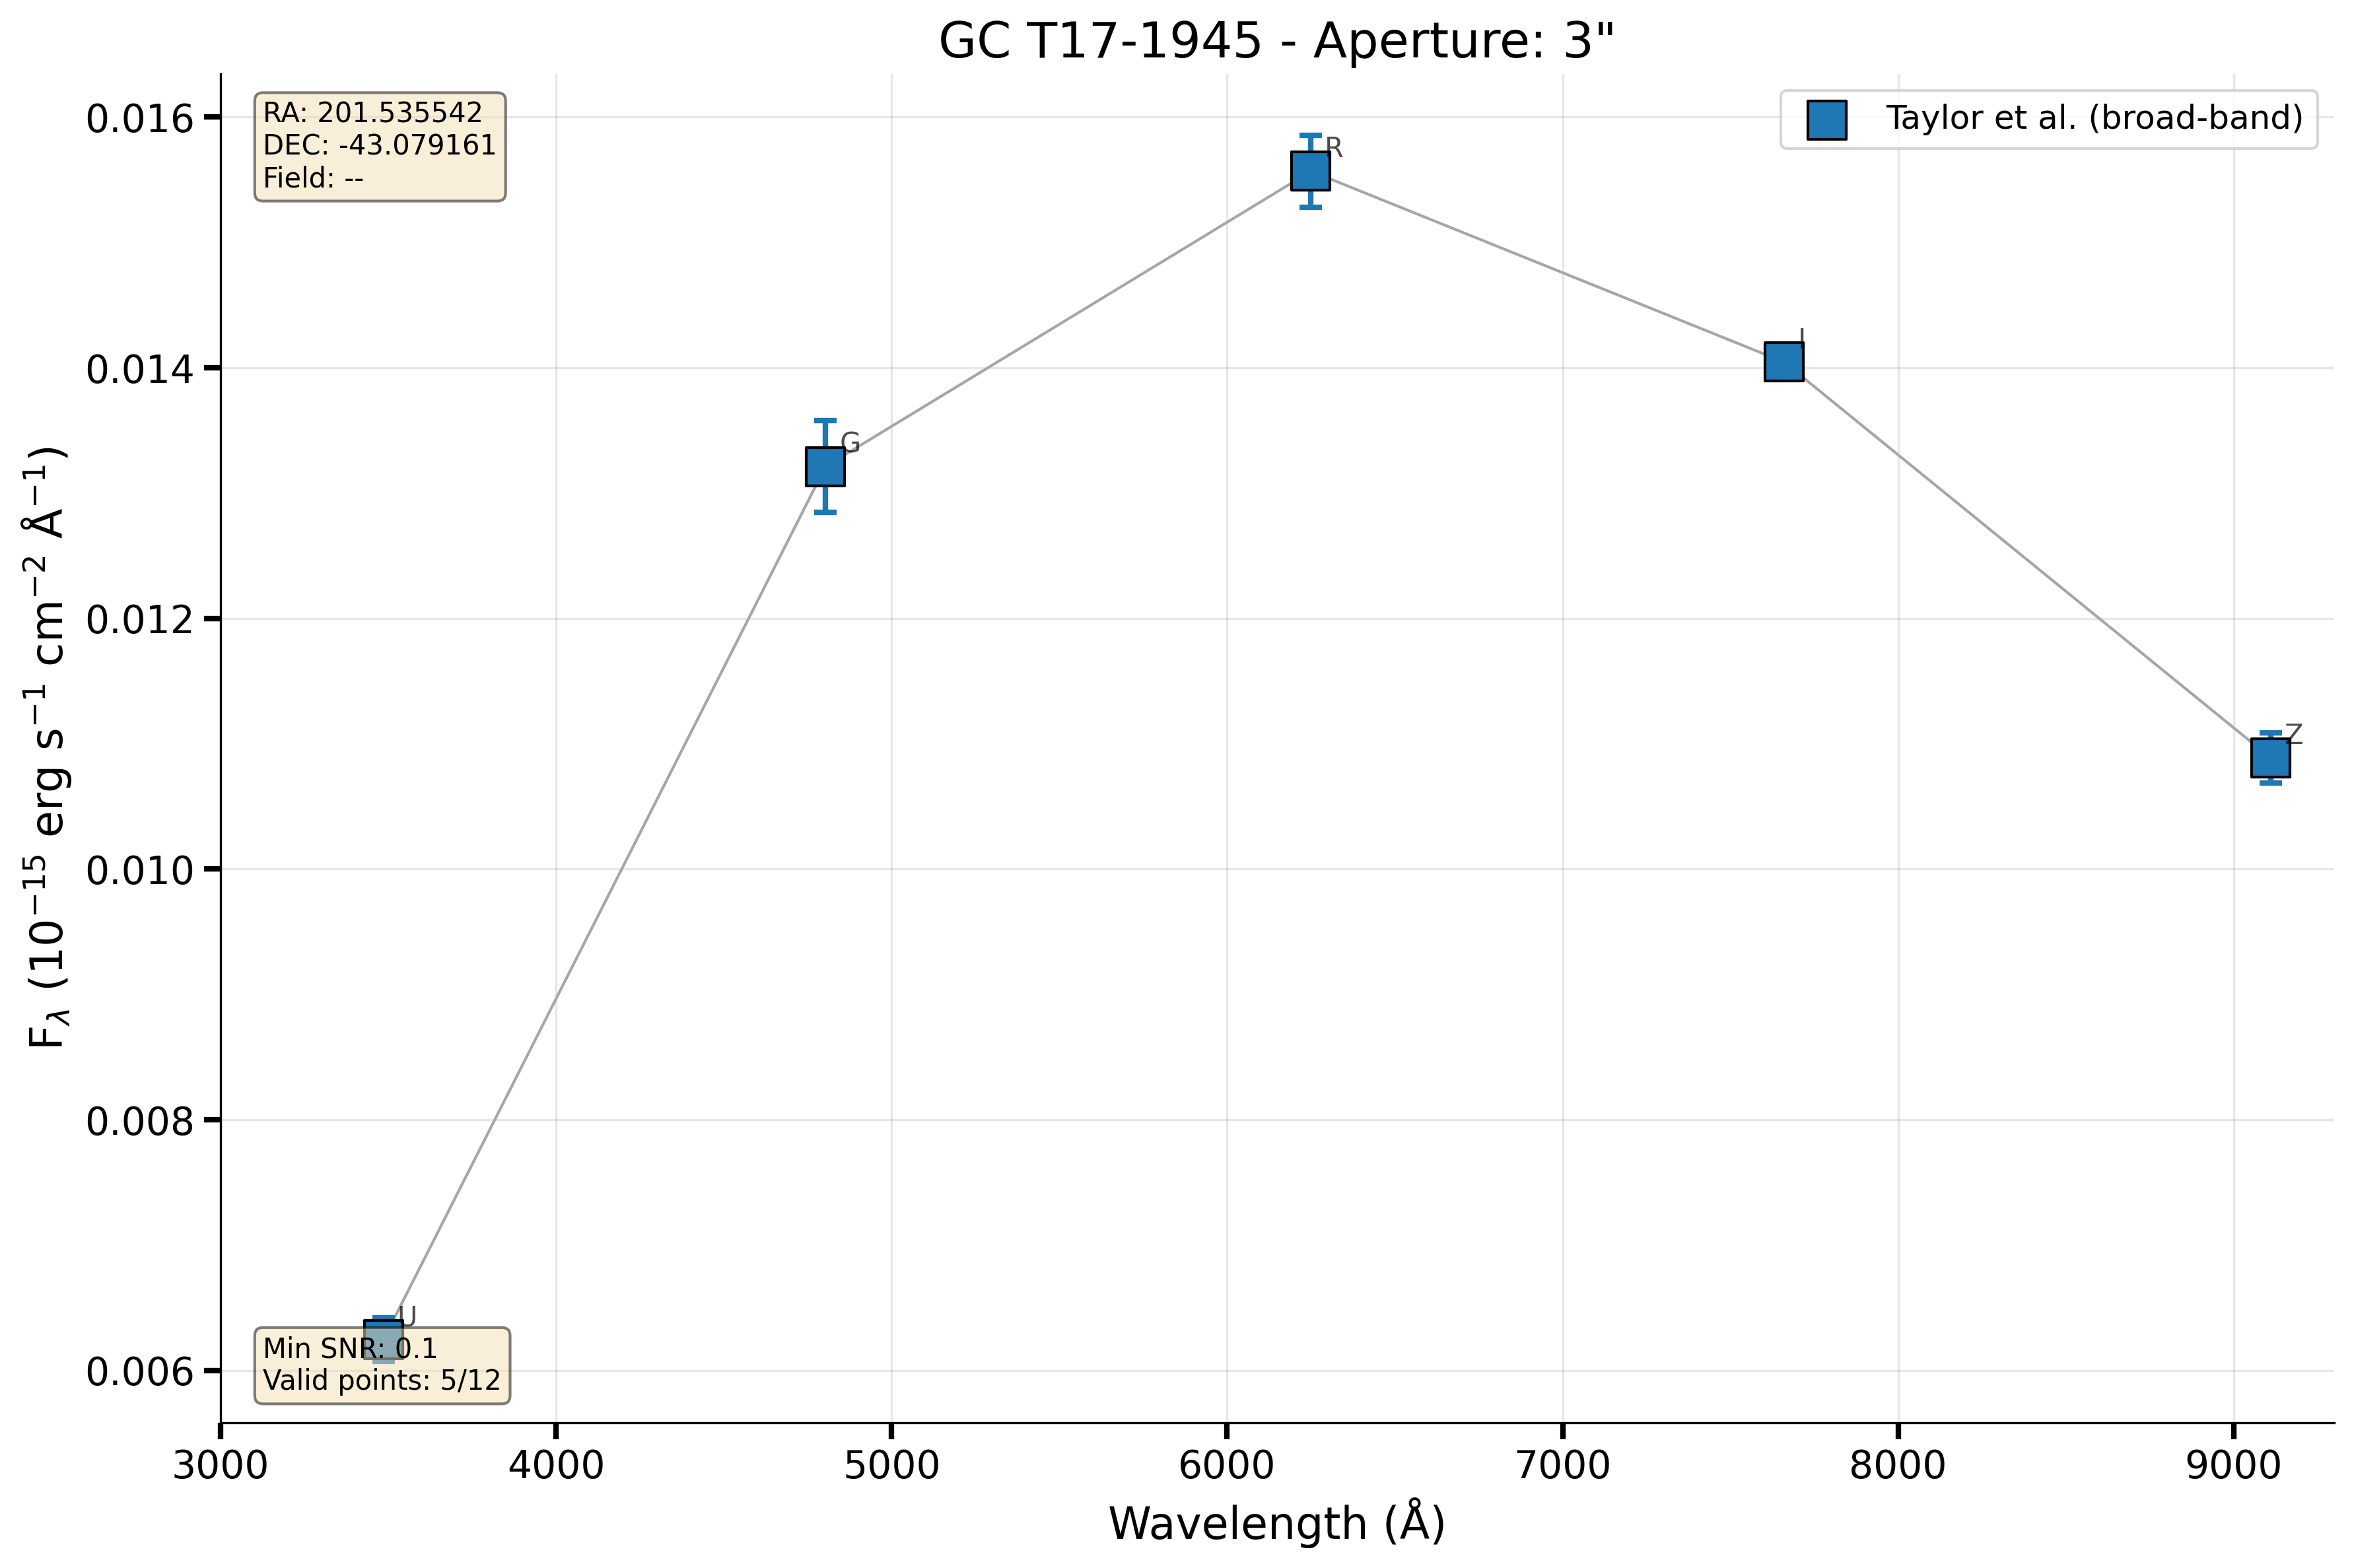 GC T17-1945 - Aperture: 3"
RA: 201.535542
DEC: -43.079161
Field: --
Taylor et al. (broad-band)
0.016
0.014
0.012
0.010
0.008
0.006
F_λ (10⁻¹⁵ erg s⁻¹ cm⁻² Å⁻¹)
R
I
G
Z
U
Min SNR: 0.1
Valid points: 5/12
3000 4000 5000 6000 7000 8000 9000
Wavelength (Å)